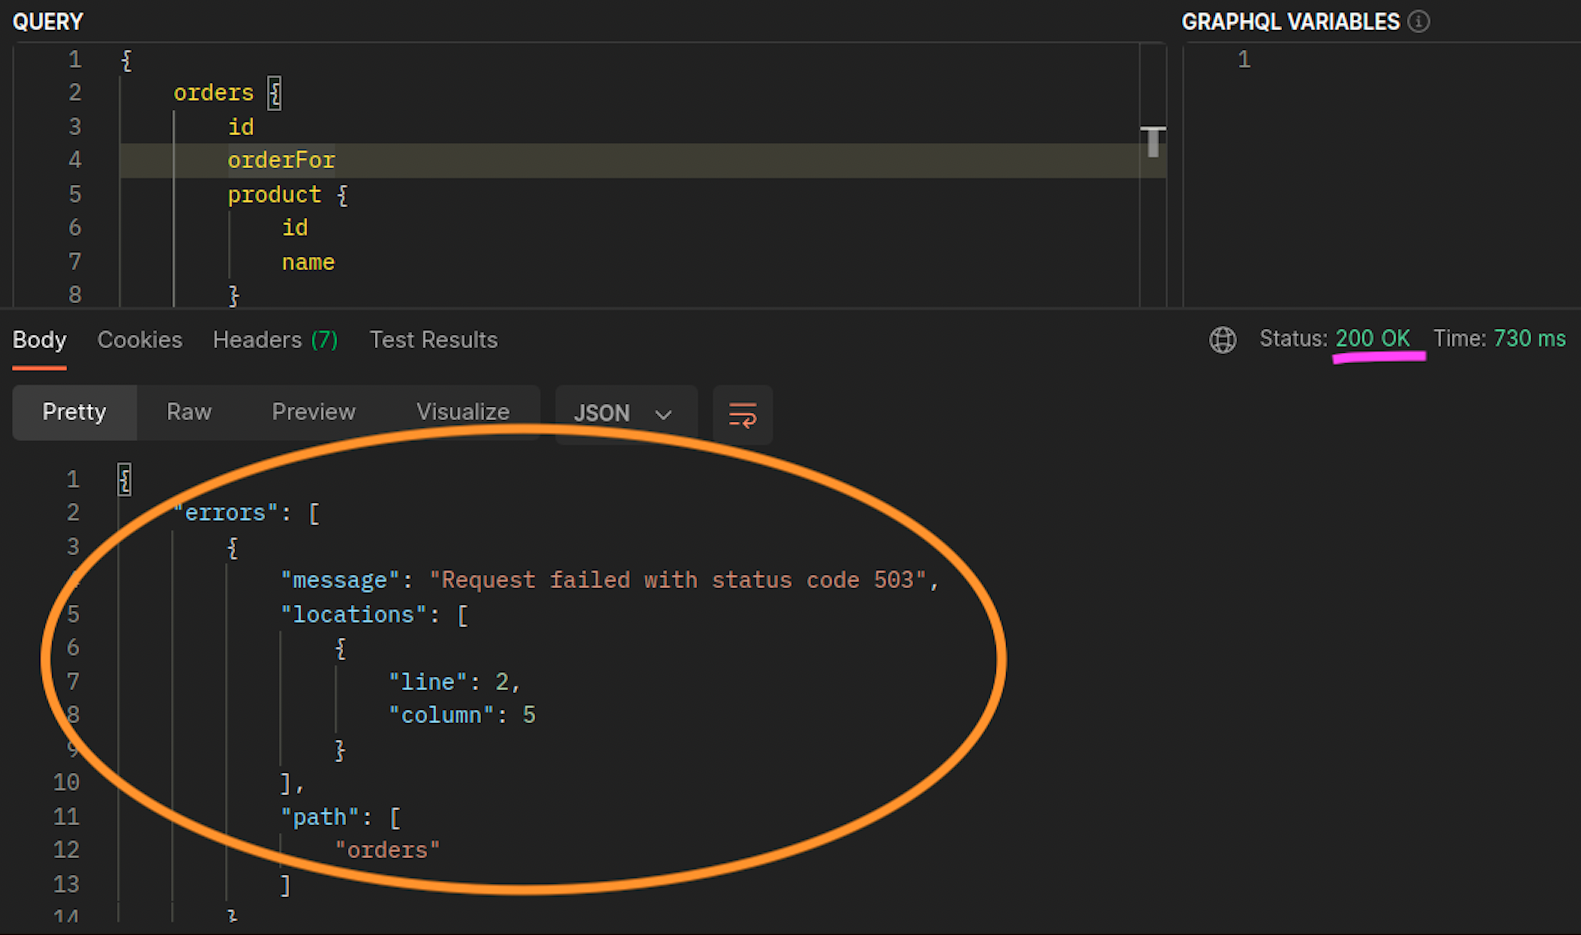 QUERY
GRAPHQL VARIABLES
1 {
1
2 orders {
3 id
4 orderFor
5 product {
6 id
7 name
8 }
Body Cookies Headers (7) Test Results
Status: 200 OK Time: 730 ms
Pretty Raw Preview Visualize JSON
1 {
2 "errors": [
3 {
"message": "Request failed with status code 503",
5 "locations": [
6 {
7 "line": 2,
8 "column": 5
9 }
10 ],
11 "path": [
12 "orders"
13 ]
14 }